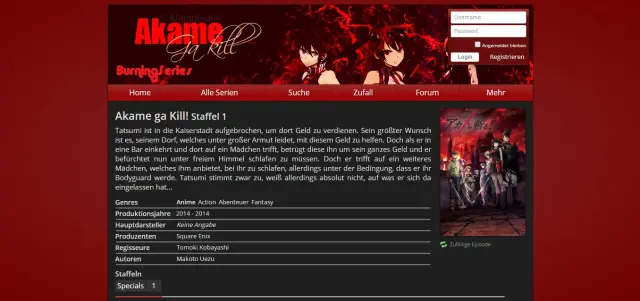 Akame
Ga Kill
BurningSeries
Username
Passwort
Angemeldet bleiben
Login Registrieren
Home Alle Serien Suche Zufall Forum Mehr
Akame ga Kill! Staffel 1
Tatsumi ist in die Kaiserstadt aufgebrochen, um dort Geld zu verdienen. Sein größter Wunsch
ist es, seinem Dorf, welches unter großer Armut leidet, mit diesem Geld zu helfen. Doch als er in
eine Bar einkehrt und dort auf ein Mädchen trifft, betrügt diese ihn um sein ganzes Geld und er
befürchtet nun unter freiem Himmel schlafen zu müssen. Doch er trifft auf ein weiteres
Mädchen, welches ihm anbietet, bei ihr zu schlafen, allerdings unter der Bedingung, dass er ihr
Bodyguard werde. Tatsumi stimmt zwar zu, weiß allerdings absolut nicht, auf was er sich da
eingelassen hat...
Genres Anime Action Abenteuer Fantasy
Produktionsjahre 2014 - 2014
Hauptdarsteller Keine Angabe
Produzenten Square Enix
Regisseure Tomoki Kobayashi
Autoren Makoto Uezu
Zufällige Episode
Staffeln
Specials 1